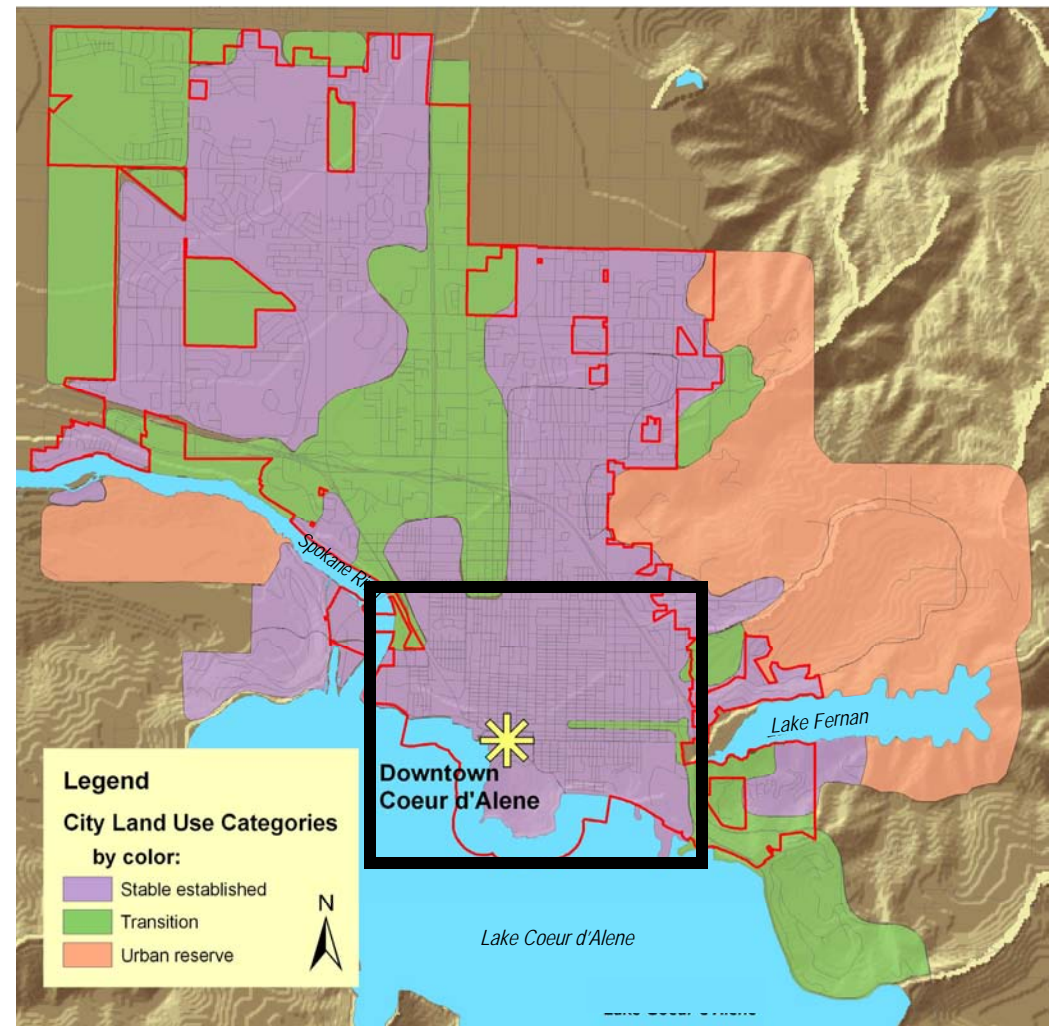 Spokane River
Lake Fernan
Downtown
Coeur d'Alene
Legend
City Land Use Categories
by color:
Stable established
Transition
Urban reserve
N
Lake Coeur d'Alene